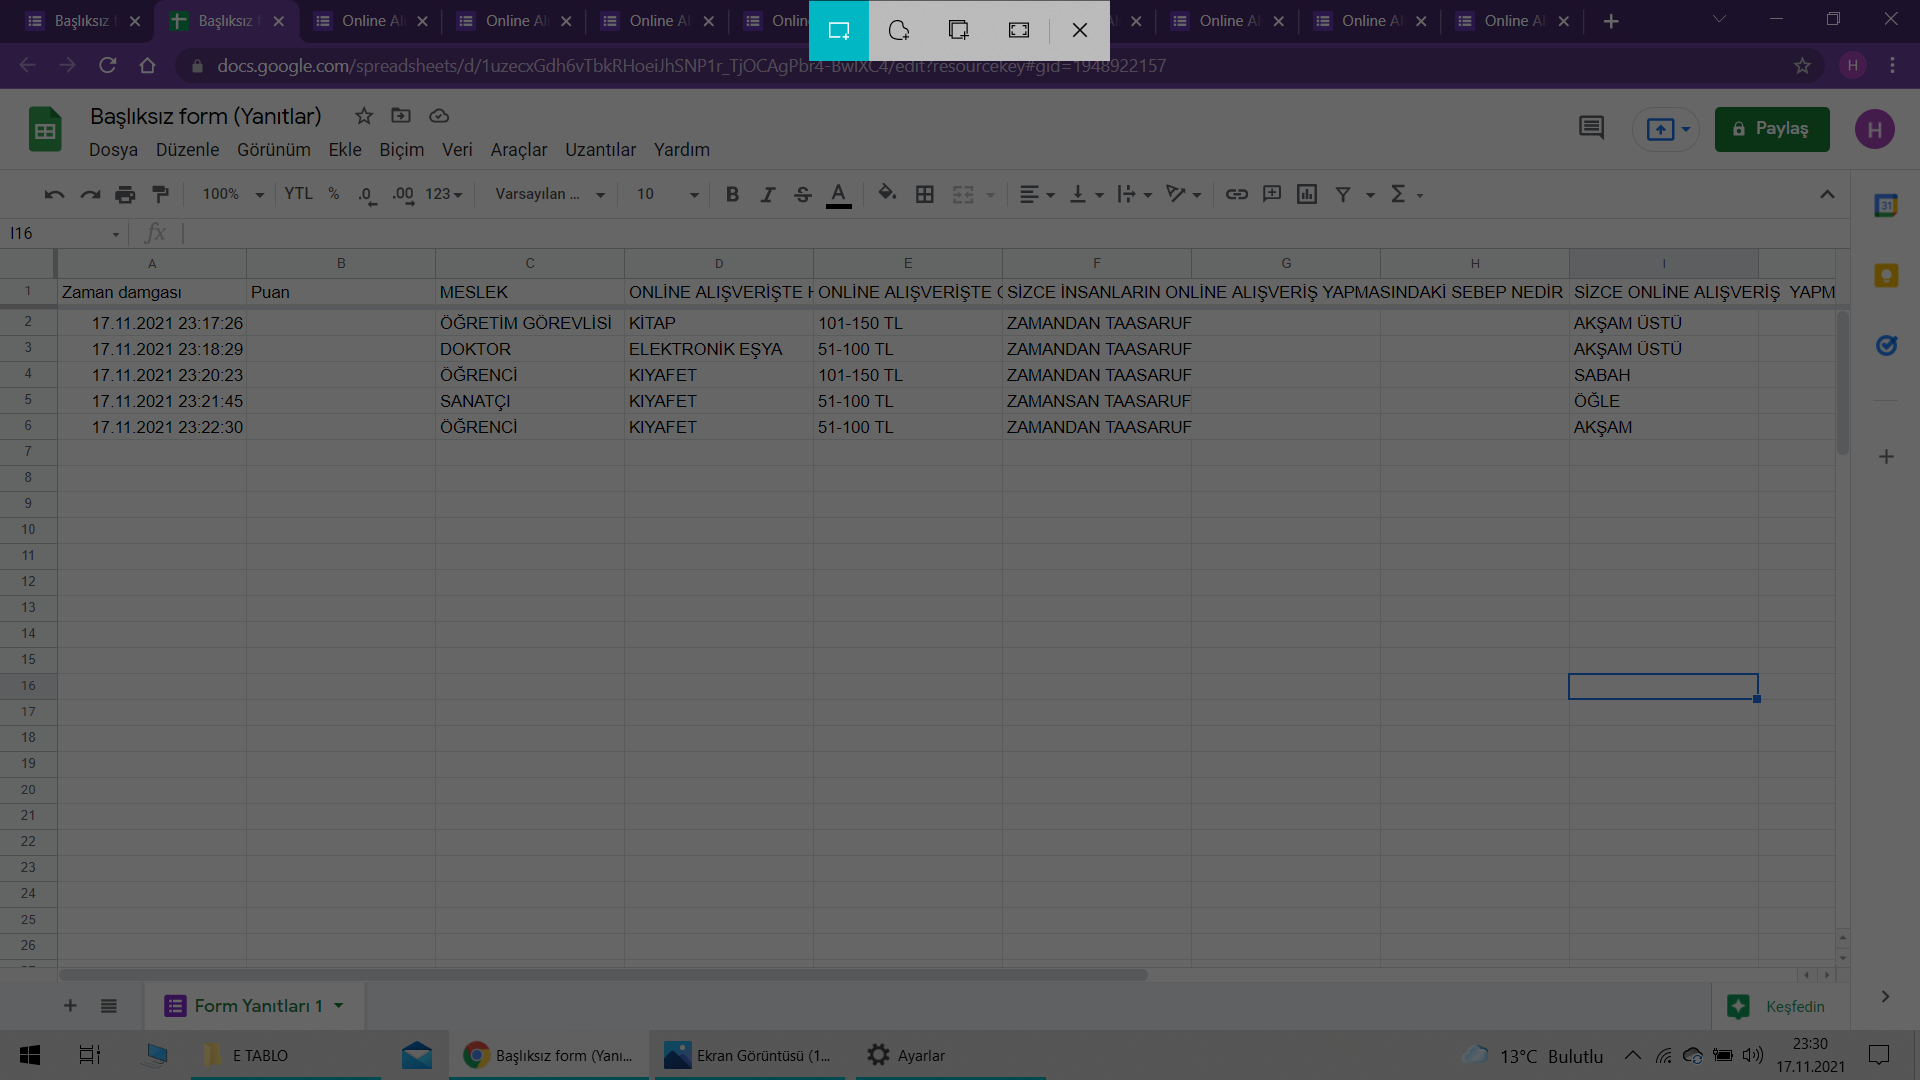 Başlıksız f
Başlıksız f
Online Al
Online Al
Online Al
Onlin
Online Al
Online Al
Online Al
docs.google.com/spreadsheets/d/1uzecxGdh6vTbkRHoeiJhSNP1r_TjOCAgPbr4-BwlXC4/edit?resourcekey#gid=1948922157
H
Başlıksız form (Yanıtlar)
Paylaş
H
Dosya Düzenle Görünüm Ekle Biçim Veri Araçlar Uzantılar Yardım
100% YTL % .0 .00 123 Varsayılan ... 10 B I S A
31
I16 fx
A B C D E F G H I
1 Zaman damgası Puan MESLEK ONLİNE ALIŞVERİŞTE ONLİNE ALIŞVERİŞTE SİZCE İNSANLARIN ONLİNE ALIŞVERİŞ YAPMASINDAKİ SEBEP NEDİR SİZCE ONLİNE ALIŞVERİŞ YAPM
2 17.11.2021 23:17:26 ÖĞRETİM GÖREVLİSİ KİTAP 101-150 TL ZAMANDAN TAASARUF AKŞAM ÜSTÜ
3 17.11.2021 23:18:29 DOKTOR ELEKTRONİK EŞYA 51-100 TL ZAMANDAN TAASARUF AKŞAM ÜSTÜ
4 17.11.2021 23:20:23 ÖĞRENCİ KIYAFET 101-150 TL ZAMANDAN TAASARUF SABAH
5 17.11.2021 23:21:45 SANATÇI KIYAFET 51-100 TL ZAMANSAN TAASARUF ÖĞLE
6 17.11.2021 23:22:30 ÖĞRENCİ KIYAFET 51-100 TL ZAMANDAN TAASARUF AKŞAM
7
8
9
10
11
12
13
14
15
16
17
18
19
20
21
22
23
24
25
26
Form Yanıtları 1
Keşfedin
E TABLO
Başlıksız form (Yanı...
Ekran Görüntüsü (1...
Ayarlar
13°C Bulutlu
23:30
17.11.2021